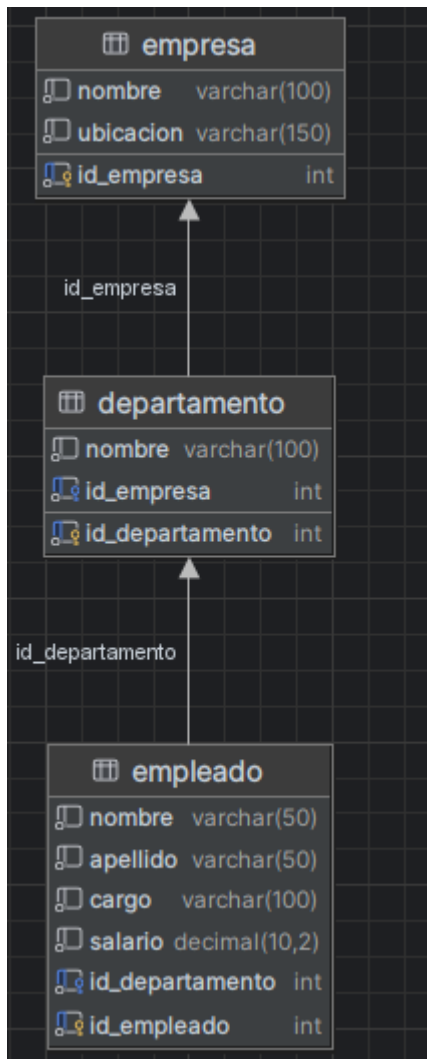 empresa
nombre varchar(100)
ubicacion varchar(150)
id_empresa int
id_empresa
departamento
nombre varchar(100)
id_empresa int
id_departamento int
id_departamento
empleado
nombre varchar(50)
apellido varchar(50)
cargo varchar(100)
salario decimal(10,2)
id_departamento int
id_empleado int